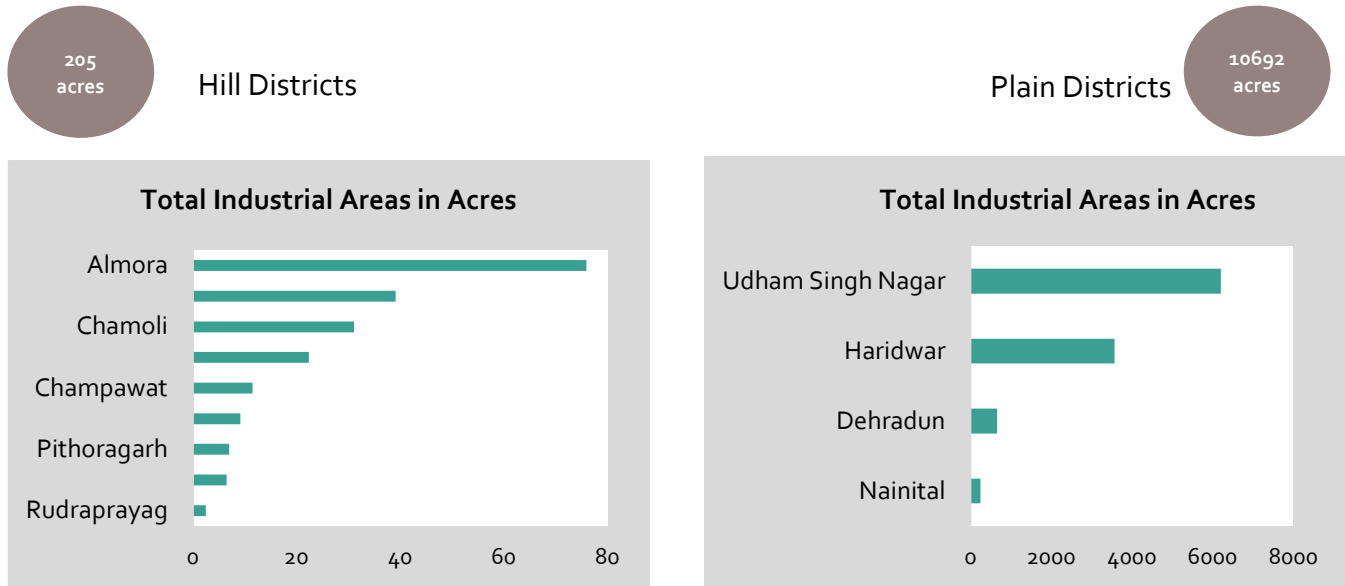 205
acres
Hill Districts
Plain Districts
10692
acres
Total Industrial Areas in Acres
Almora
Chamoli
Champawat
Pithoragarh
Rudraprayag
0 20 40 60 80
Total Industrial Areas in Acres
Udham Singh Nagar
Haridwar
Dehradun
Nainital
0 2000 4000 6000 8000